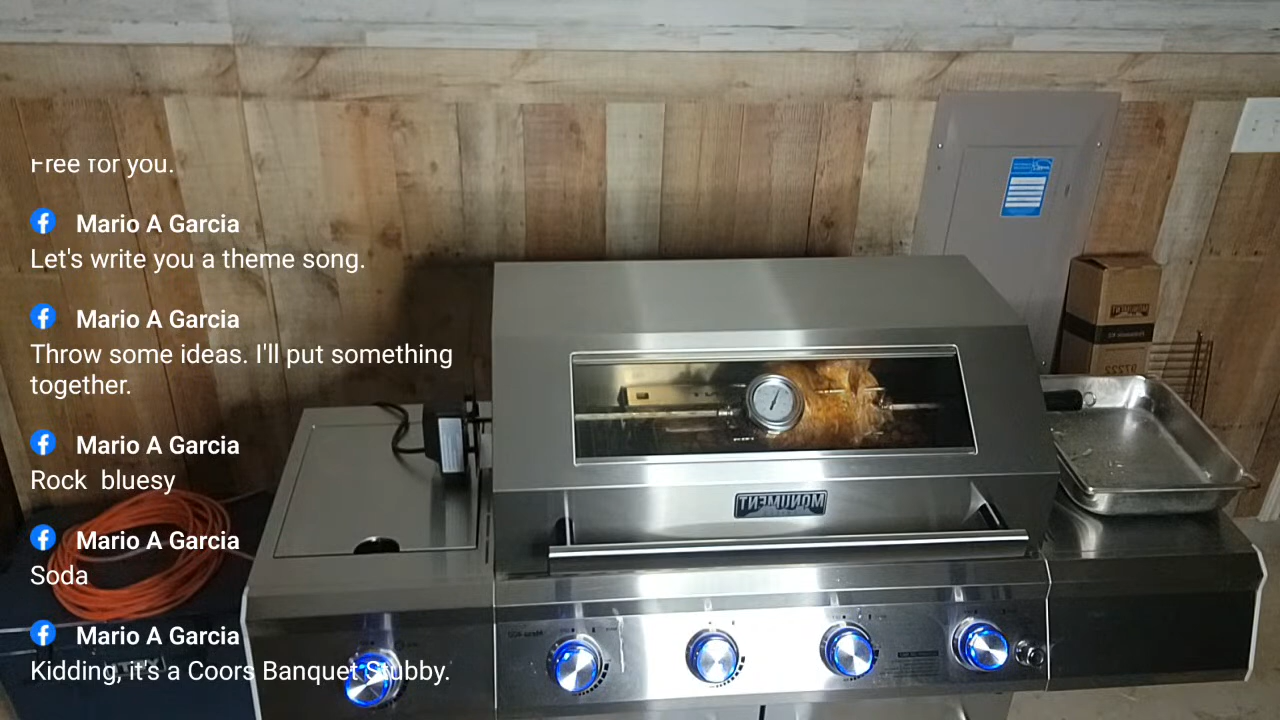 Free for you.
Mario A Garcia
Let's write you a theme song.
Mario A Garcia
Throw some ideas. I'll put something
together.
Mario A Garcia
Rock bluesy
Mario A Garcia
Soda
Mario A Garcia
Kidding, it's a Coors Banquet Stubby.
MONUMENT
97222